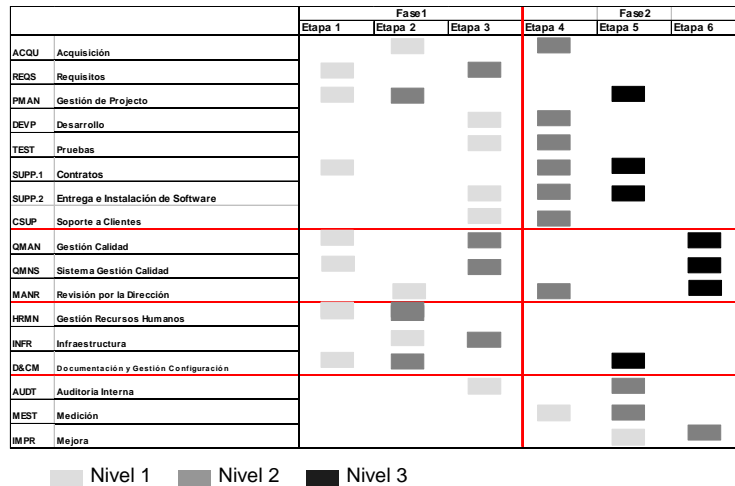 Fase1 Fase2
Etapa 1 Etapa 2 Etapa 3 Etapa 4 Etapa 5 Etapa 6
ACQU Acquisición
REQS Requisitos
PMAN Gestión de Projecto
DEVP Desarrollo
TEST Pruebas
SUPP.1 Contratos
SUPP.2 Entrega e Instalación de Software
CSUP Soporte a Clientes
QMAN Gestión Calidad
QMNS Sistema Gestión Calidad
MANR Revisión por la Dirección
HRMN Gestión Recursos Humanos
INFR Infraestructura
D&CM Documentación y Gestión Configuración
AUDT Auditoria Interna
MEST Medición
IMPR Mejora
Nivel 1 Nivel 2 Nivel 3